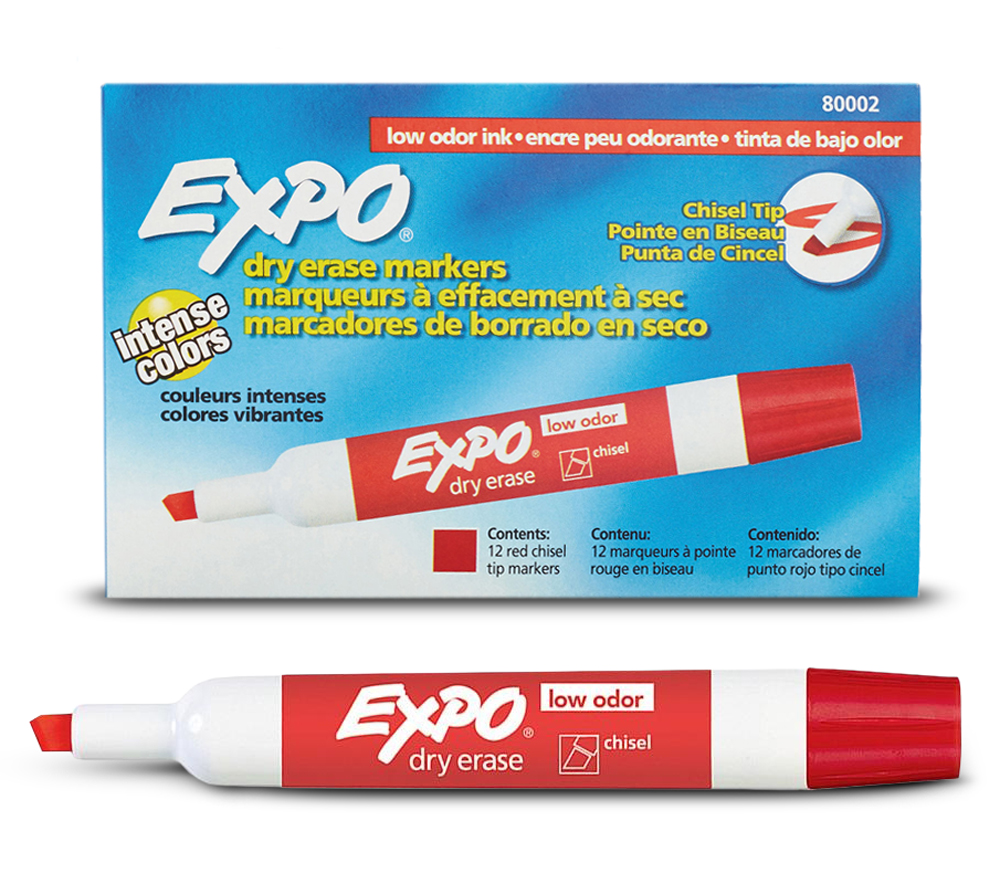 80002
low odor ink • encre peu odorante • tinta de bajo olor
EXPO®
Chisel Tip
Pointe en Biseau
Punta de Cincel
dry erase markers
marqueurs à effacement à sec
marcadores de borrado en seco
intense
colors
couleurs intenses
colores vibrantes
EXPO®
low odor
dry erase
chisel
Contents:
12 red chisel
tip markers
Contenu:
12 marqueurs à pointe
rouge en biseau
Contenido:
12 marcadores de
punto rojo tipo cincel
EXPO®
low odor
dry erase
chisel